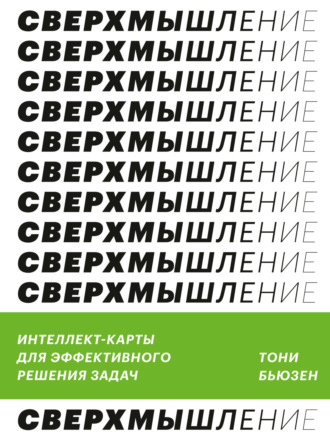 СВЕРХМЫШЛЕНИЕ
СВЕРХМЫШЛЕНИЕ
СВЕРХМЫШЛЕНИЕ
СВЕРХМЫШЛЕНИЕ
СВЕРХМЫШЛЕНИЕ
СВЕРХМЫШЛЕНИЕ
СВЕРХМЫШЛЕНИЕ
СВЕРХМЫШЛЕНИЕ
СВЕРХМЫШЛЕНИЕ
СВЕРХМЫШЛЕНИЕ
ИНТЕЛЛЕКТ-КАРТЫ
ДЛЯ ЭФФЕКТИВНОГО
РЕШЕНИЯ ЗАДАЧ
ТОНИ
БЬЮЗЕН
СВЕРХМЫШЛЕНИЕ